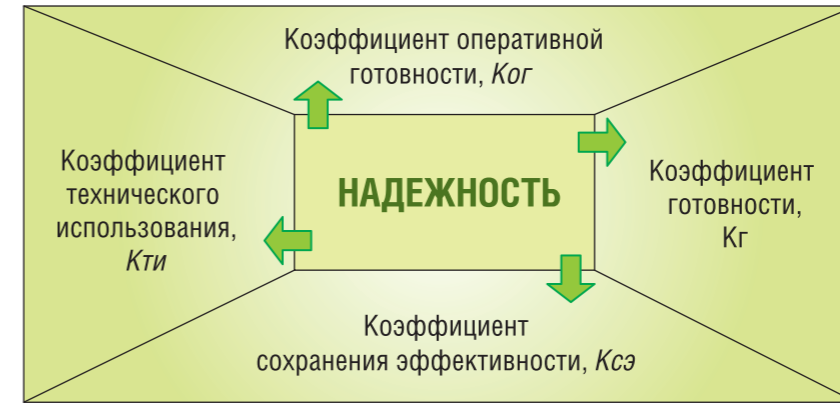 Коэффициент оперативной
готовности, Ког
Коэффициент
технического
использования,
Кти
НАДЕЖНОСТЬ
Коэффициент
готовности,
Кг
Коэффициент
сохранения эффективности, Ксэ